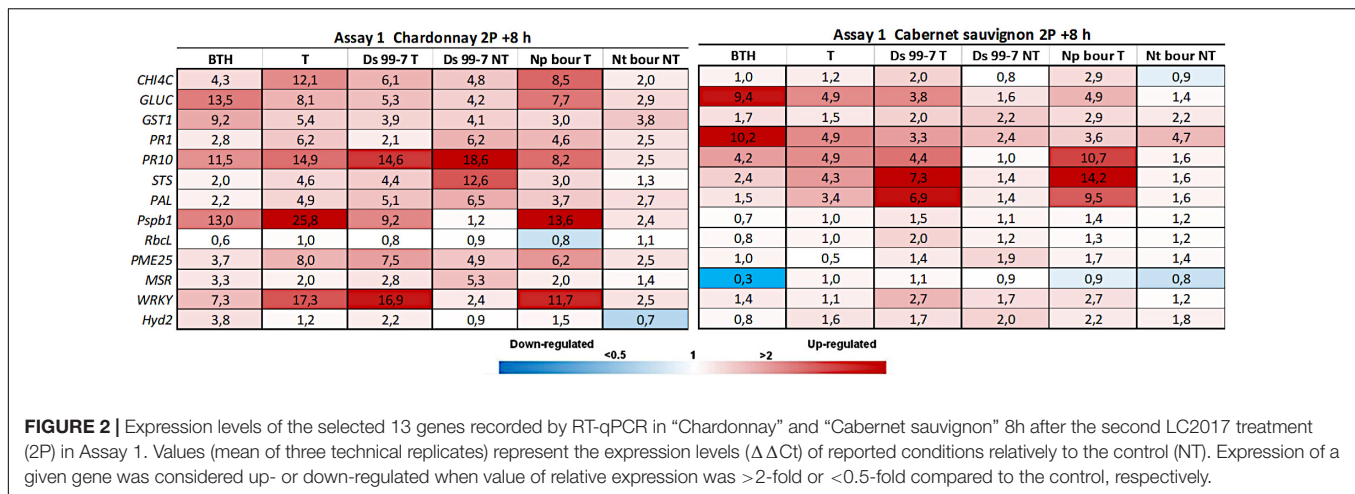 Assay 1 Chardonnay 2P +8 h
BTH T Ds 99-7 T Ds 99-7 NT Np bour T Nt bour NT
CHI4C 4,3 12,1 6,1 4,8 8,5 2,0
GLUC 13,5 8,1 5,3 4,2 7,7 2,9
GST1 9,2 5,4 3,9 4,1 3,0 3,8
PR1 2,8 6,2 2,1 6,2 4,6 2,5
PR10 11,5 14,9 14,6 18,6 8,2 2,5
STS 2,0 4,6 4,4 12,6 3,0 1,3
PAL 2,2 4,9 5,1 6,5 3,7 2,7
Pspb1 13,0 25,8 9,2 1,2 13,6 2,4
RbcL 0,6 1,0 0,8 0,9 0,8 1,1
PME25 3,7 8,0 7,5 4,9 6,2 2,5
MSR 3,3 2,0 2,8 5,3 2,0 1,4
WRKY 7,3 17,3 16,9 2,4 11,7 2,5
Hyd2 3,8 1,2 2,2 0,9 1,5 0,7
Assay 1 Cabernet sauvignon 2P +8 h
BTH T Ds 99-7 T Ds 99-7 NT Np bour T Nt bour NT
1,0 1,2 2,0 0,8 2,9 0,9
9,4 4,9 3,8 1,6 4,9 1,4
1,7 1,5 2,0 2,2 2,9 2,2
10,2 4,9 3,3 2,4 3,6 4,7
4,2 4,9 4,4 1,0 10,7 1,6
2,4 4,3 7,3 1,4 14,2 1,6
1,5 3,4 6,9 1,4 9,5 1,6
0,7 1,0 1,5 1,1 1,4 1,2
0,8 1,0 2,0 1,2 1,3 1,2
1,0 0,5 1,4 1,9 1,7 1,4
0,3 1,0 1,1 0,9 0,9 0,8
1,4 1,1 2,7 1,7 2,7 1,2
0,8 1,6 1,7 2,0 2,2 1,8
Down-regulated <0.5 1 >2 Up-regulated
FIGURE 2 | Expression levels of the selected 13 genes recorded by RT-qPCR in “Chardonnay” and “Cabernet sauvignon” 8h after the second LC2017 treatment
(2P) in Assay 1. Values (mean of three technical replicates) represent the expression levels (ΔΔCt) of reported conditions relatively to the control (NT). Expression of a
given gene was considered up- or down-regulated when value of relative expression was >2-fold or <0.5-fold compared to the control, respectively.